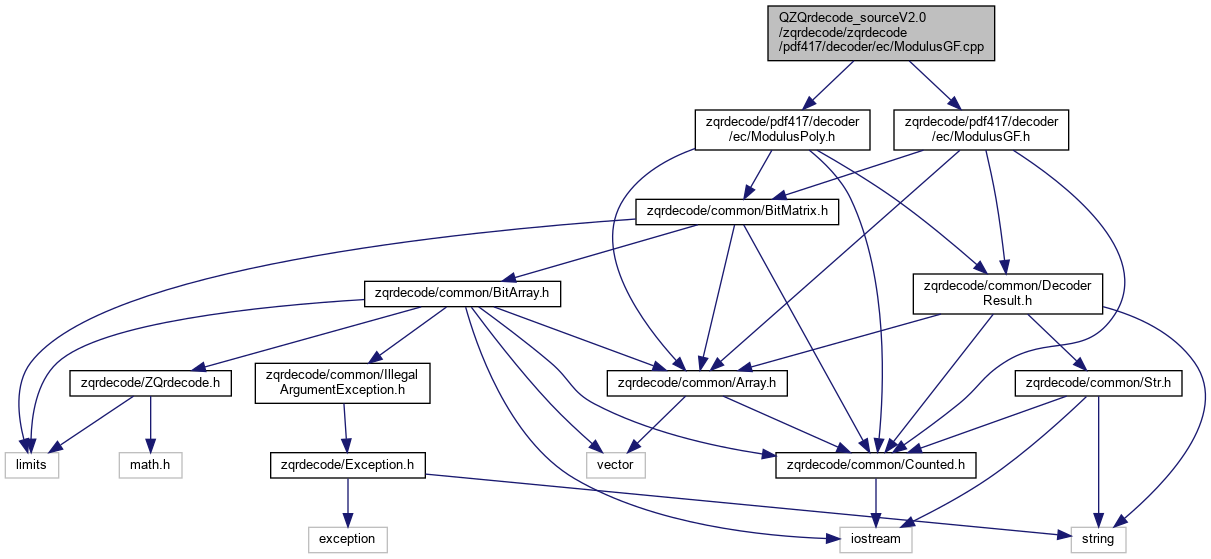 QZQrdecode_sourceV2.0
/zqrdecode/zqrdecode
/pdf417/decoder/ec/ModulusGF.cpp
zqrdecode/pdf417/decoder
/ec/ModulusPoly.h
zqrdecode/pdf417/decoder
/ec/ModulusGF.h
zqrdecode/common/BitMatrix.h
zqrdecode/common/BitArray.h
zqrdecode/common/Decoder
Result.h
zqrdecode/ZQrdecode.h
zqrdecode/common/Illegal
ArgumentException.h
zqrdecode/common/Array.h
zqrdecode/common/Str.h
limits
math.h
zqrdecode/Exception.h
vector
zqrdecode/common/Counted.h
exception
iostream
string